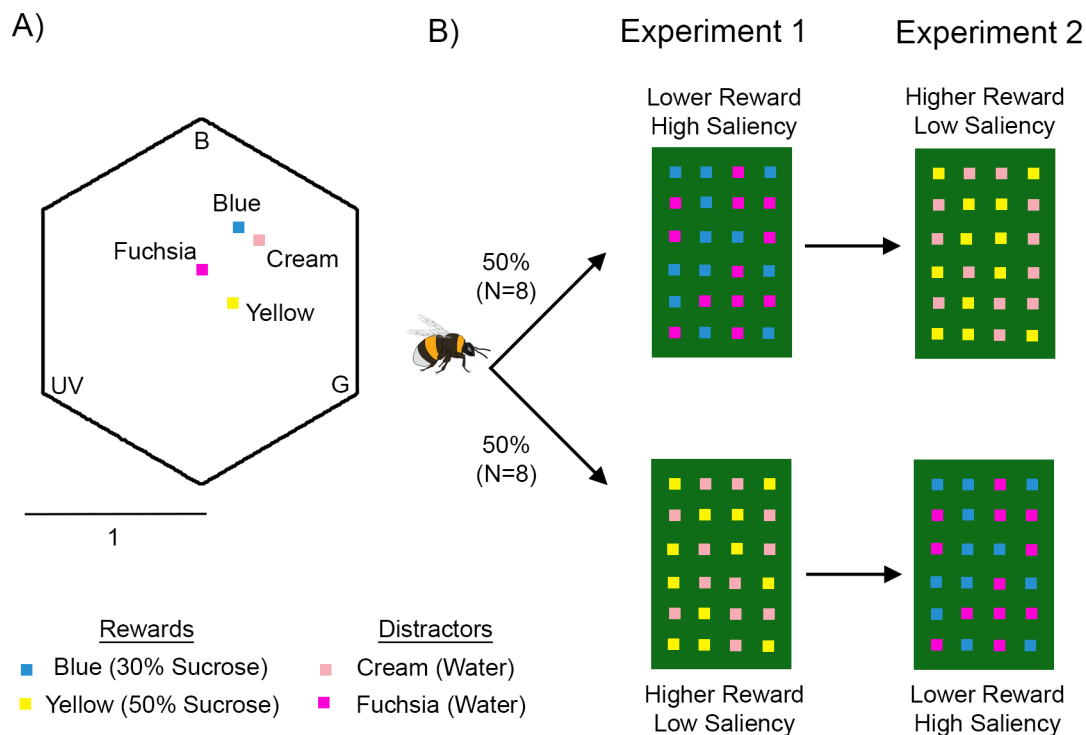 A)
B
Blue
Fuchsia
Cream
Yellow
UV
G
1
B)
Experiment 1
Experiment 2
50%
(N=8)
50%
(N=8)
Lower Reward
High Saliency
Higher Reward
Low Saliency
Higher Reward
Low Saliency
Lower Reward
High Saliency
Rewards
Blue (30% Sucrose)
Yellow (50% Sucrose)
Distractors
Cream (Water)
Fuchsia (Water)